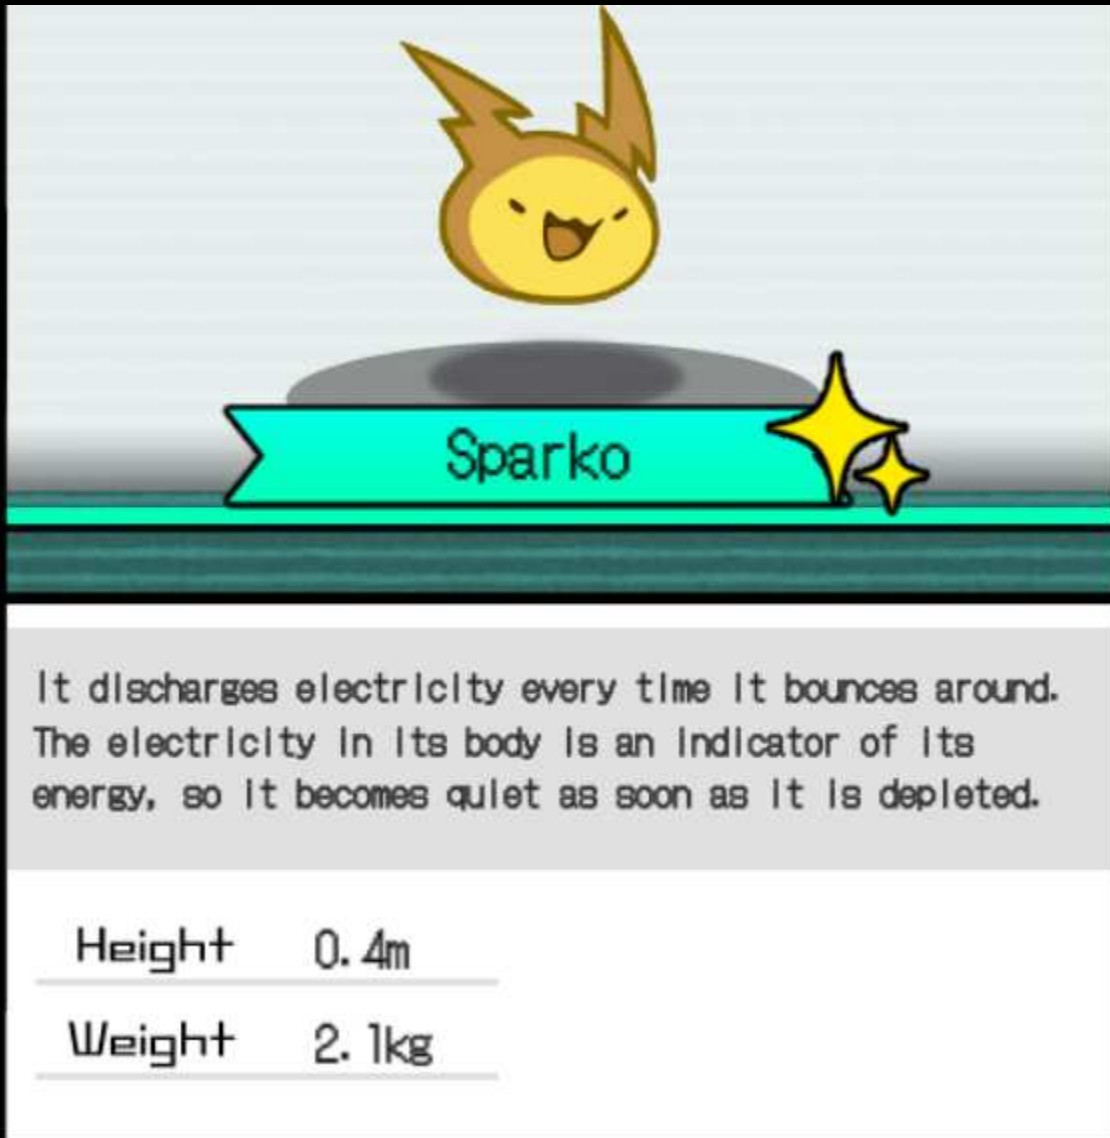 Sparko
It discharges electricity every time it bounces around.
The electricity in its body is an indicator of its
energy, so it becomes quiet as soon as it is depleted.
Height 0.4m
Weight 2.1kg